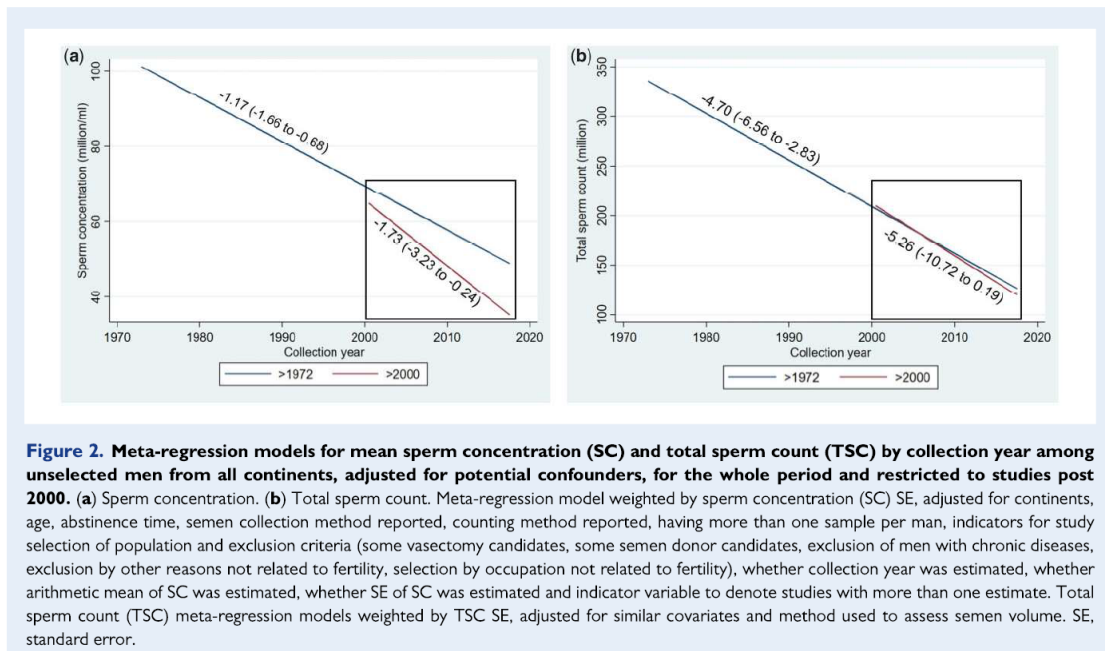 (a)
Sperm concentration (million/ml)
100
80
60
40
-1.17 (-1.66 to -0.68)
-1.73 (-3.23 to -0.24)
1970 1980 1990 2000 2010 2020
Collection year
>1972 >2000
(b)
Total sperm count (million)
350
300
250
200
150
100
-4.70 (-6.56 to -2.83)
-5.26 (-10.72 to 0.19)
1970 1980 1990 2000 2010 2020
Collection year
>1972 >2000
Figure 2. Meta-regression models for mean sperm concentration (SC) and total sperm count (TSC) by collection year among
unselected men from all continents, adjusted for potential confounders, for the whole period and restricted to studies post
2000. (a) Sperm concentration. (b) Total sperm count. Meta-regression model weighted by sperm concentration (SC) SE, adjusted for continents,
age, abstinence time, semen collection method reported, counting method reported, having more than one sample per man, indicators for study
selection of population and exclusion criteria (some vasectomy candidates, some semen donor candidates, exclusion of men with chronic diseases,
exclusion by other reasons not related to fertility, selection by occupation not related to fertility), whether collection year was estimated, whether
arithmetic mean of SC was estimated, whether SE of SC was estimated and indicator variable to denote studies with more than one estimate. Total
sperm count (TSC) meta-regression models weighted by TSC SE, adjusted for similar covariates and method used to assess semen volume. SE,
standard error.